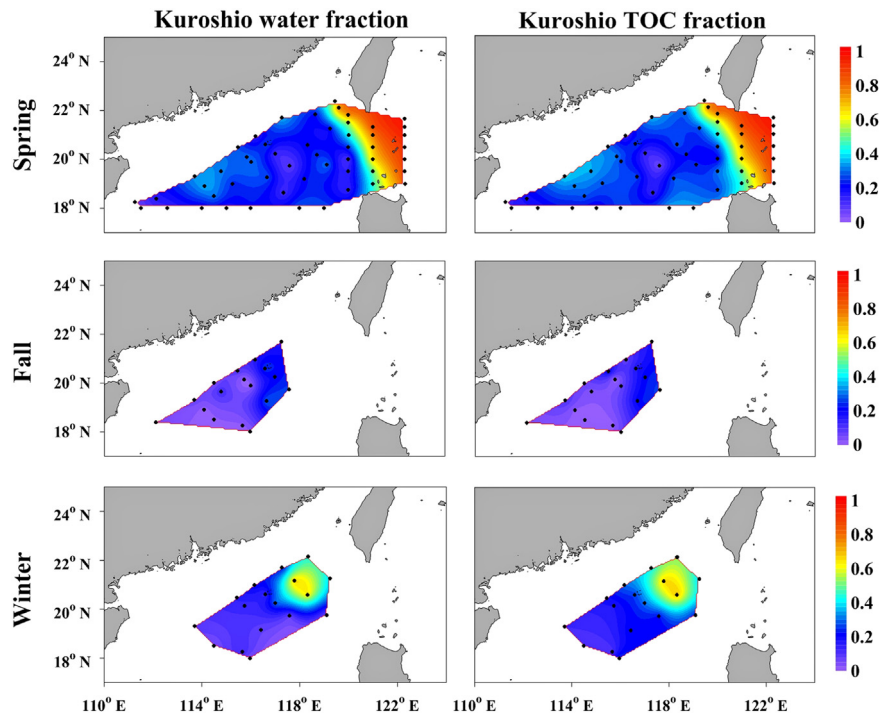 Kuroshio water fraction Kuroshio TOC fraction
Spring
24° N
22° N
20° N
18° N
1
0.8
0.6
0.4
0.2
0
Fall
24° N
22° N
20° N
18° N
1
0.8
0.6
0.4
0.2
0
Winter
24° N
22° N
20° N
18° N
1
0.8
0.6
0.4
0.2
0
110° E 114° E 118° E 122° E 110° E 114° E 118° E 122° E